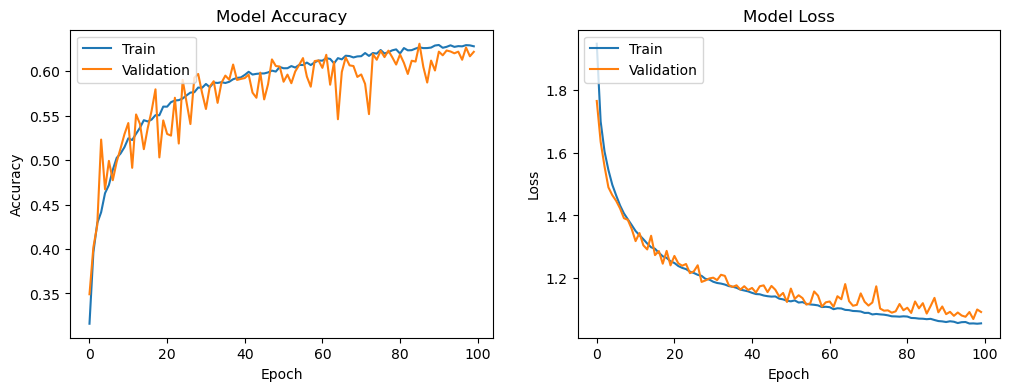 Model Accuracy
Train
Validation
0.60
0.55
0.50
0.45
0.40
0.35
Accuracy
0
20
40
60
80
100
Epoch
Model Loss
Train
Validation
1.8
1.6
1.4
1.2
Loss
0
20
40
60
80
100
Epoch